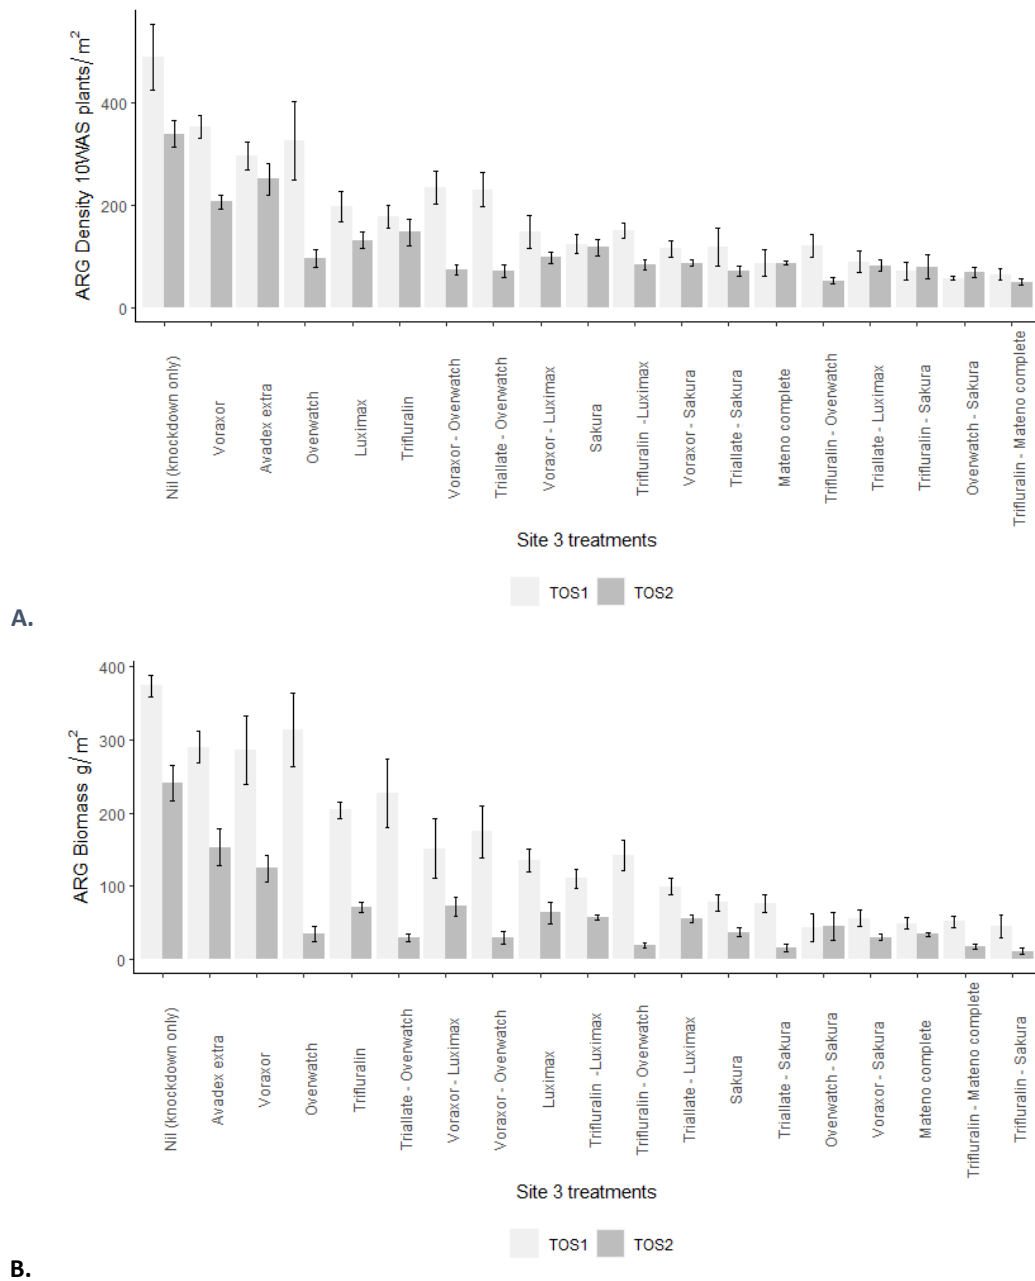 ARG Density 10WAS plants/m²
400
200
0
Nil (knockdown only)
Voraxor
Avadex extra
Overwatch
Luximax
Trifluralin
Voraxor - Overwatch
Triallate - Overwatch
Voraxor - Luximax
Sakura
Trifluralin -Luximax
Voraxor - Sakura
Triallate - Sakura
Mateno complete
Trifluralin - Overwatch
Triallate - Luximax
Trifluralin - Sakura
Overwatch - Sakura
Trifluralin - Mateno complete
Site 3 treatments
TOS1 TOS2
A.
ARG Biomass g/m²
400
300
200
100
0
Nil (knockdown only)
Avadex extra
Voraxor
Overwatch
Trifluralin
Triallate - Overwatch
Voraxor - Luximax
Voraxor - Overwatch
Luximax
Trifluralin -Luximax
Trifluralin - Overwatch
Triallate - Luximax
Sakura
Triallate - Sakura
Overwatch - Sakura
Voraxor - Sakura
Mateno complete
Trifluralin - Mateno complete
Trifluralin - Sakura
Site 3 treatments
TOS1 TOS2
B.